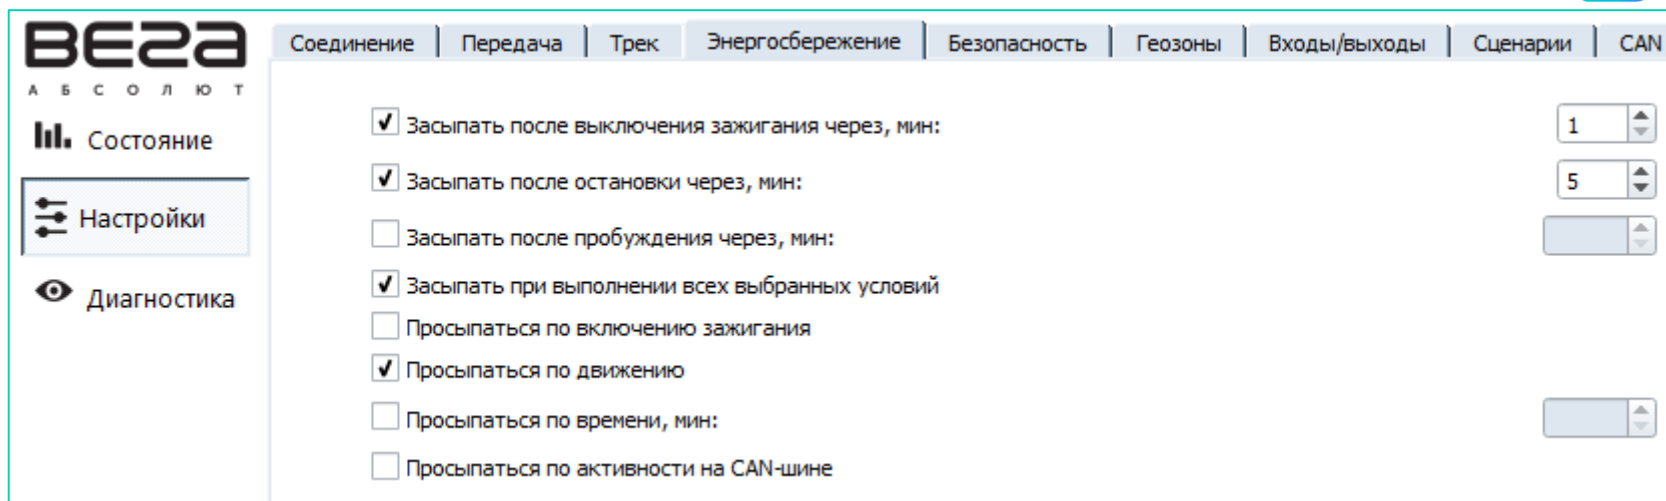 ВЕГА
АБСОЛЮТ
Соединение Передача Трек Энергосбережение Безопасность Геозоны Входы/выходы Сценарии CAN
Состояние
Настройки
Диагностика
Засыпать после выключения зажигания через, мин: 1
Засыпать после остановки через, мин: 5
Засыпать после пробуждения через, мин:
Засыпать при выполнении всех выбранных условий
Просыпаться по включению зажигания
Просыпаться по движению
Просыпаться по времени, мин:
Просыпаться по активности на CAN-шине